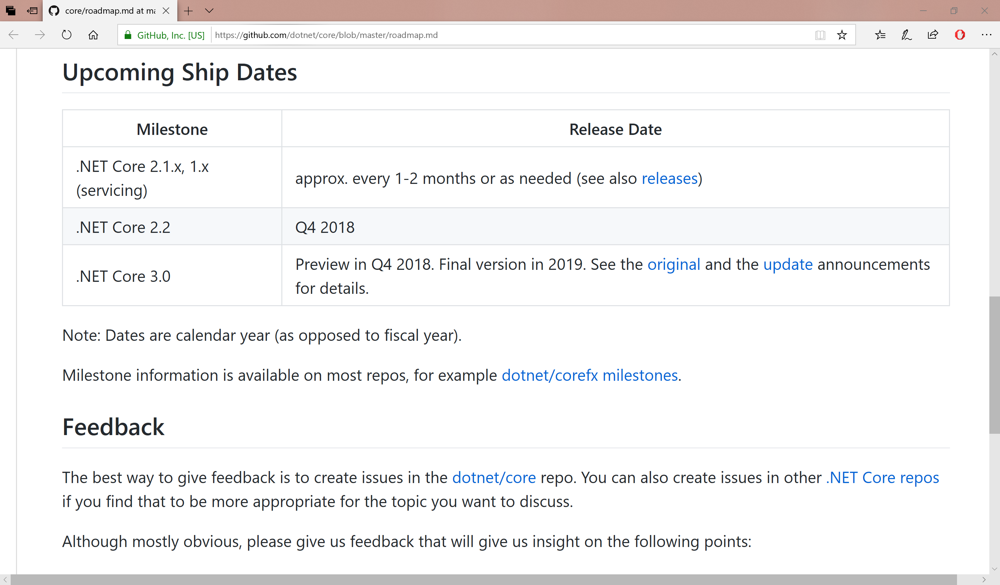 core/roadmap.md at ma
GitHub, Inc. [US] https://github.com/dotnet/core/blob/master/roadmap.md
Upcoming Ship Dates
Milestone Release Date
.NET Core 2.1.x, 1.x
(servicing)
approx. every 1-2 months or as needed (see also releases)
.NET Core 2.2 Q4 2018
.NET Core 3.0
Preview in Q4 2018. Final version in 2019. See the original and the update announcements
for details.
Note: Dates are calendar year (as opposed to fiscal year).
Milestone information is available on most repos, for example dotnet/corefx milestones.
Feedback
The best way to give feedback is to create issues in the dotnet/core repo. You can also create issues in other .NET Core repos
if you find that to be more appropriate for the topic you want to discuss.
Although mostly obvious, please give us feedback that will give us insight on the following points: